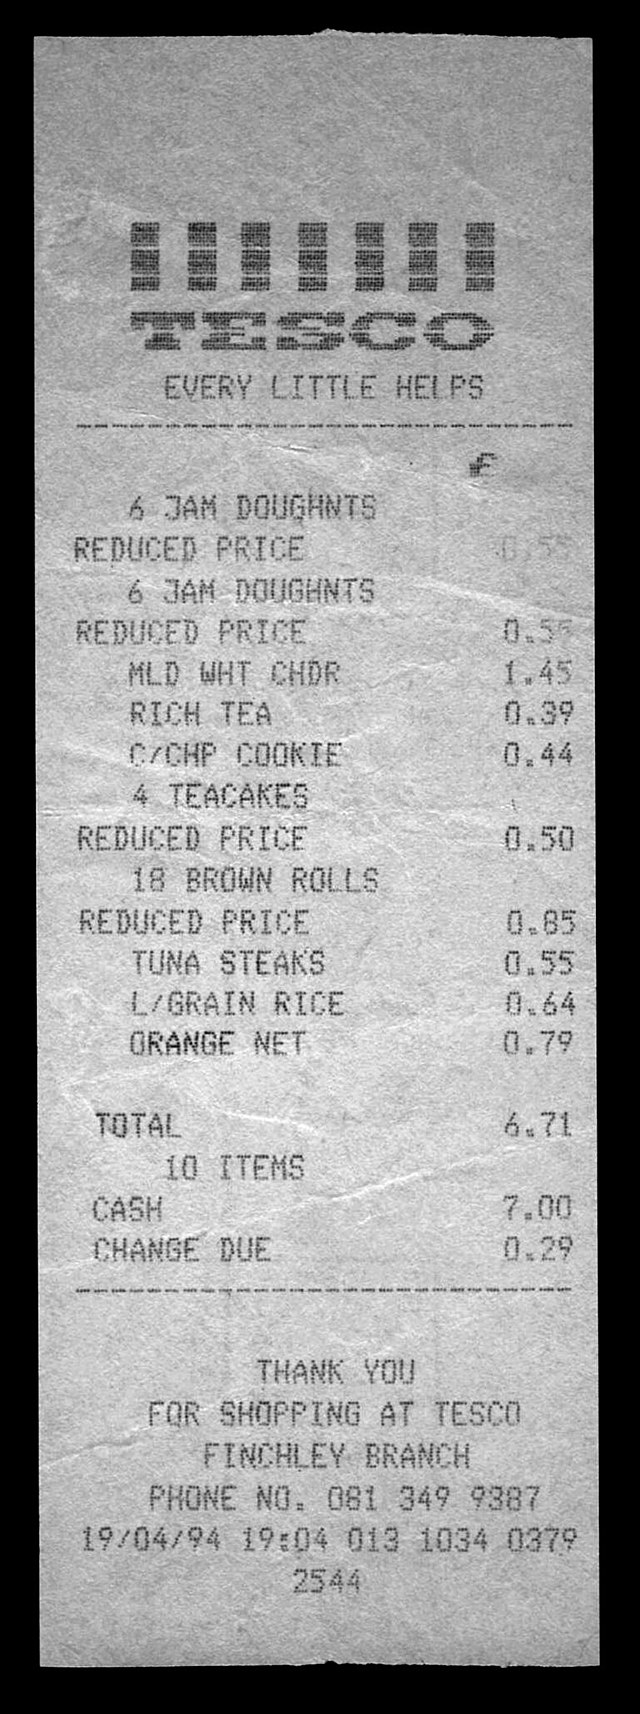 TESCO
EVERY LITTLE HELPS
£
6 JAM DOUGHNTS
REDUCED PRICE 0.55
6 JAM DOUGHNTS
REDUCED PRICE 0.55
MLD WHT CHDR 1.45
RICH TEA 0.39
C/CHP COOKIE 0.44
4 TEACAKES
REDUCED PRICE 0.50
18 BROWN ROLLS
REDUCED PRICE 0.85
TUNA STEAKS 0.55
L/GRAIN RICE 0.64
ORANGE NET 0.79
TOTAL 6.71
10 ITEMS
CASH 7.00
CHANGE DUE 0.29
THANK YOU
FOR SHOPPING AT TESCO
FINCHLEY BRANCH
PHONE NO. 081 349 9387
19/04/94 19:04 013 1034 0379
2544